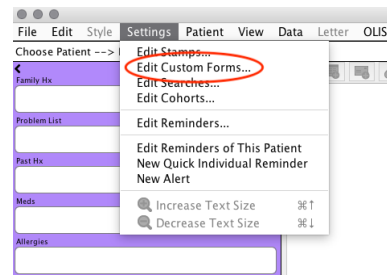 File Edit Style Settings Patient View Data Letter OLIS
Choose Patient -->
Edit Stamps...
Edit Custom Forms...
Edit Searches...
Edit Cohorts...
Edit Reminders...
Edit Reminders of This Patient
New Quick Individual Reminder
New Alert
Increase Text Size ⌘↑
Decrease Text Size ⌘↓
<
Family Hx
Problem List
Past Hx
Meds
Allergies